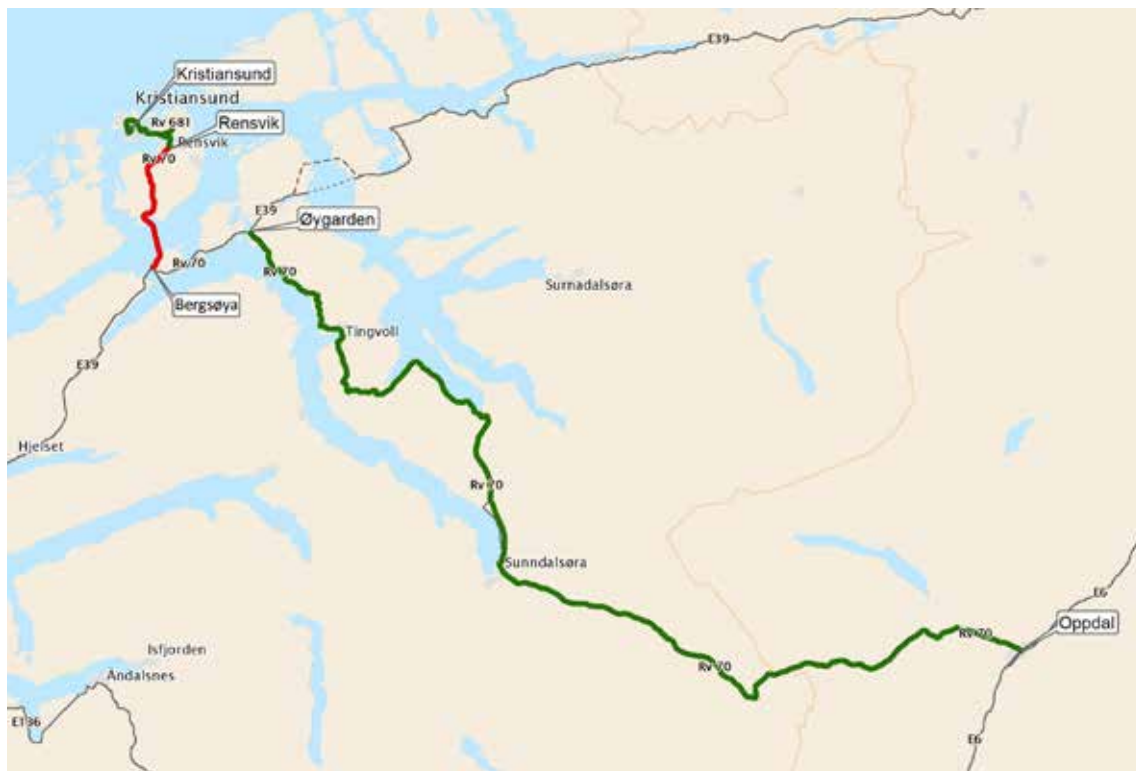 E39
Kristiansund
Kristiansund
Rv 681
Rensvik
Rensvik
Rv 70
E39
Øygarden
Rv 70
Rv 70
Surnadalsøra
Bergsøya
Tingvoll
E39
Hjelset
Rv 70
Sunndalsøra
E6
Oppdal
Rv 70
Isfjorden
Rv 70
Åndalsnes
E136
E6